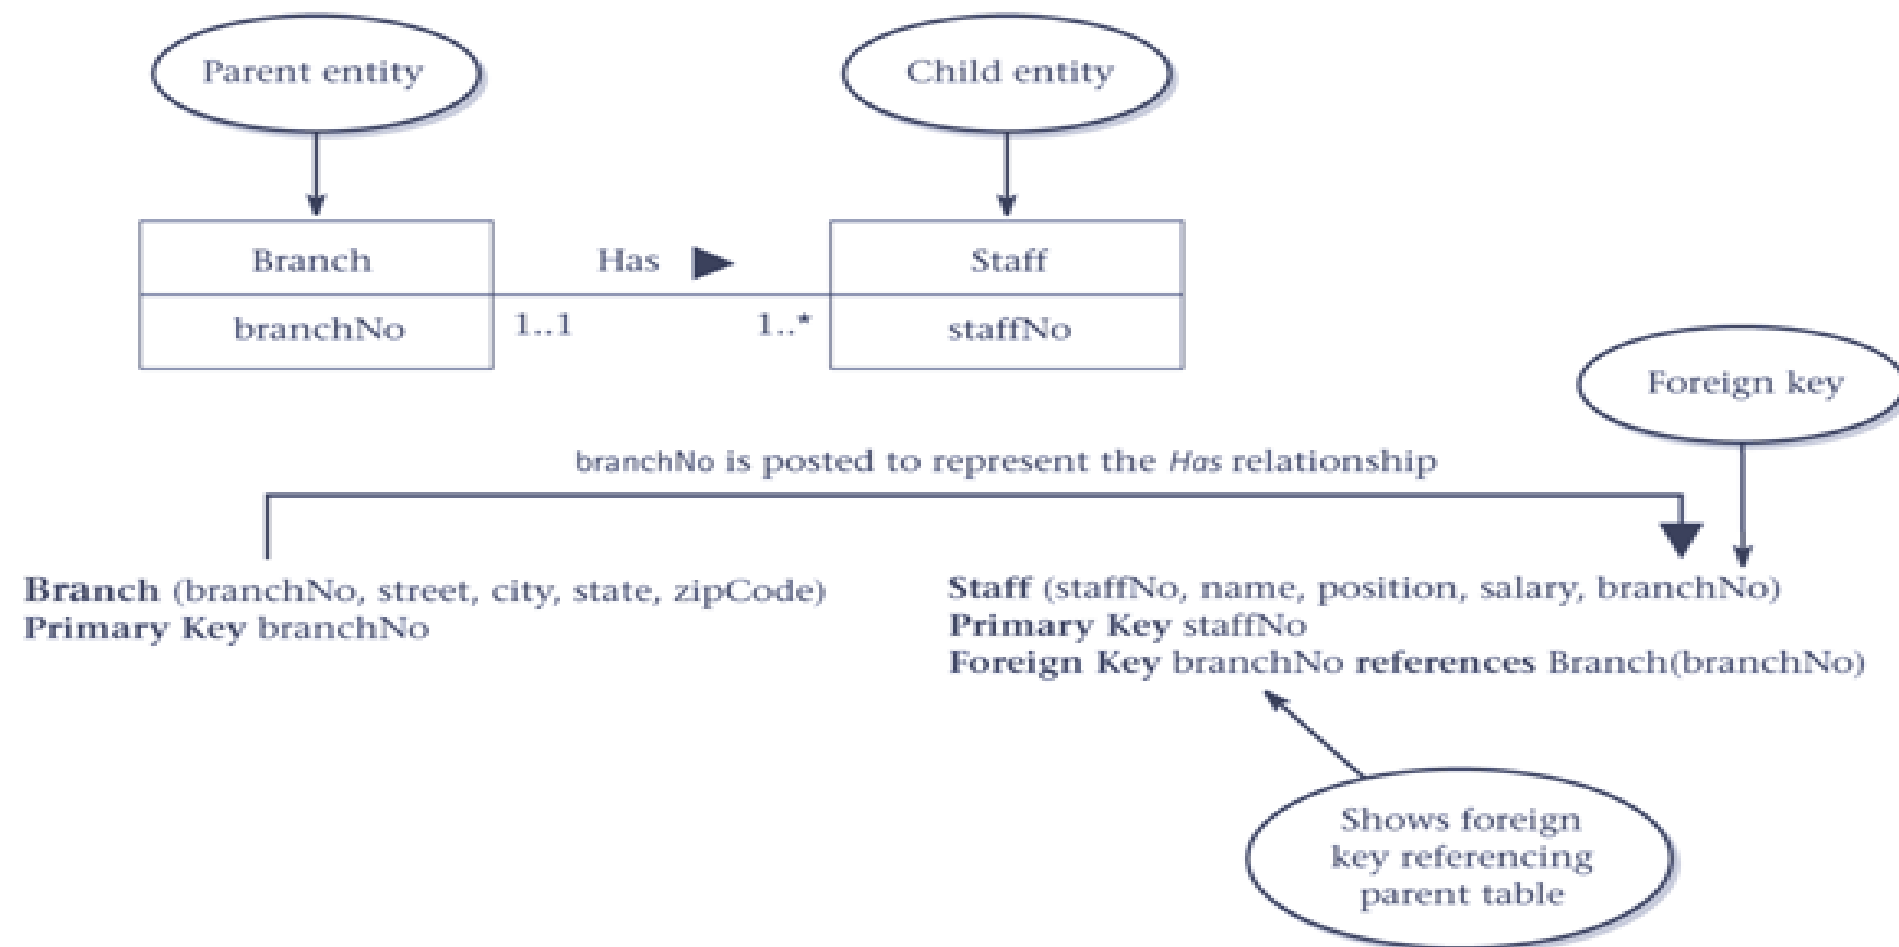 Parent entity
Child entity
Branch
Has
Staff
branchNo
1..1
1..*
staffNo
Foreign key
branchNo is posted to represent the Has relationship
Branch (branchNo, street, city, state, zipCode)
Primary Key branchNo
Staff (staffNo, name, position, salary, branchNo)
Primary Key staffNo
Foreign Key branchNo references Branch(branchNo)
Shows foreign
key referencing
parent table